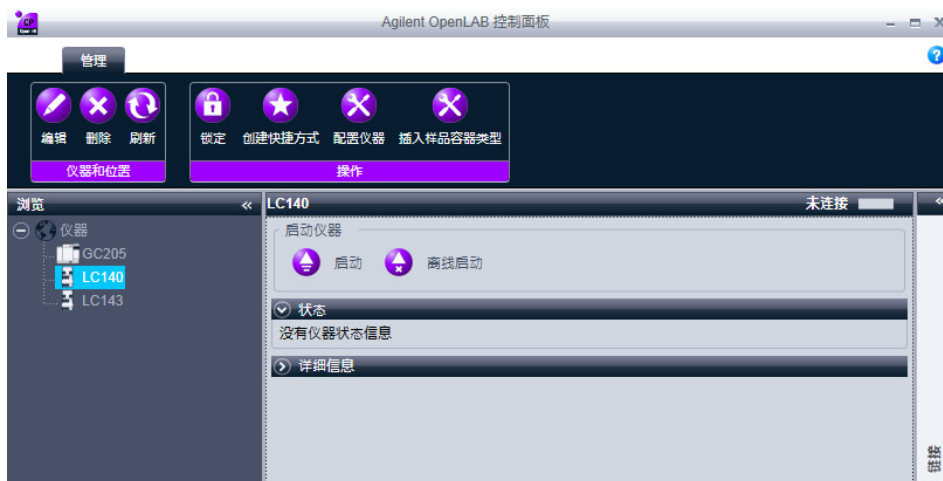 Agilent OpenLAB 控制面板
管理
编辑 删除 刷新 锁定 创建快捷方式 配置仪器 插入样品容器类型
仪器和位置 操作
浏览 « LC140 未连接 «
仪器
启动仪器
GC205
启动 离线启动
LC140
LC143
状态
没有仪器状态信息
详细信息
链接